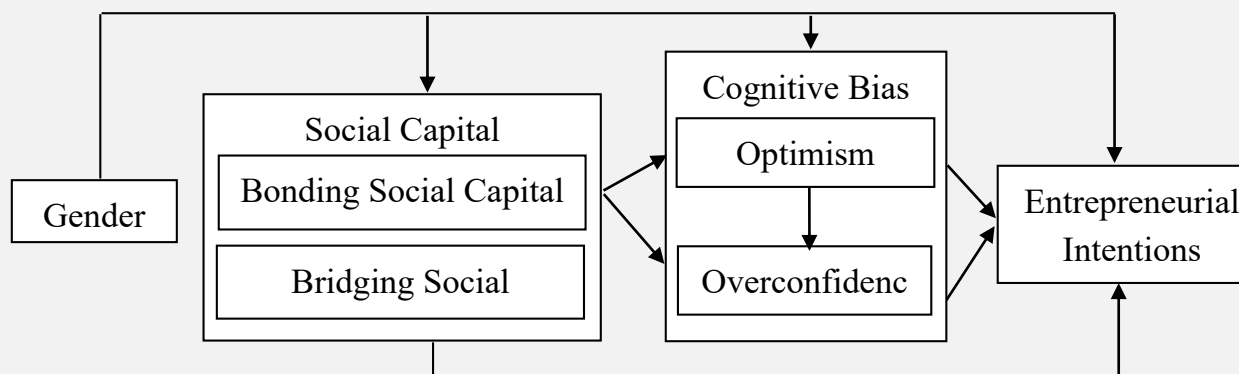 Cognitive Bias
Social Capital
Optimism
Bonding Social Capital
Gender
Entrepreneurial
Intentions
Bridging Social
Overconfidenc